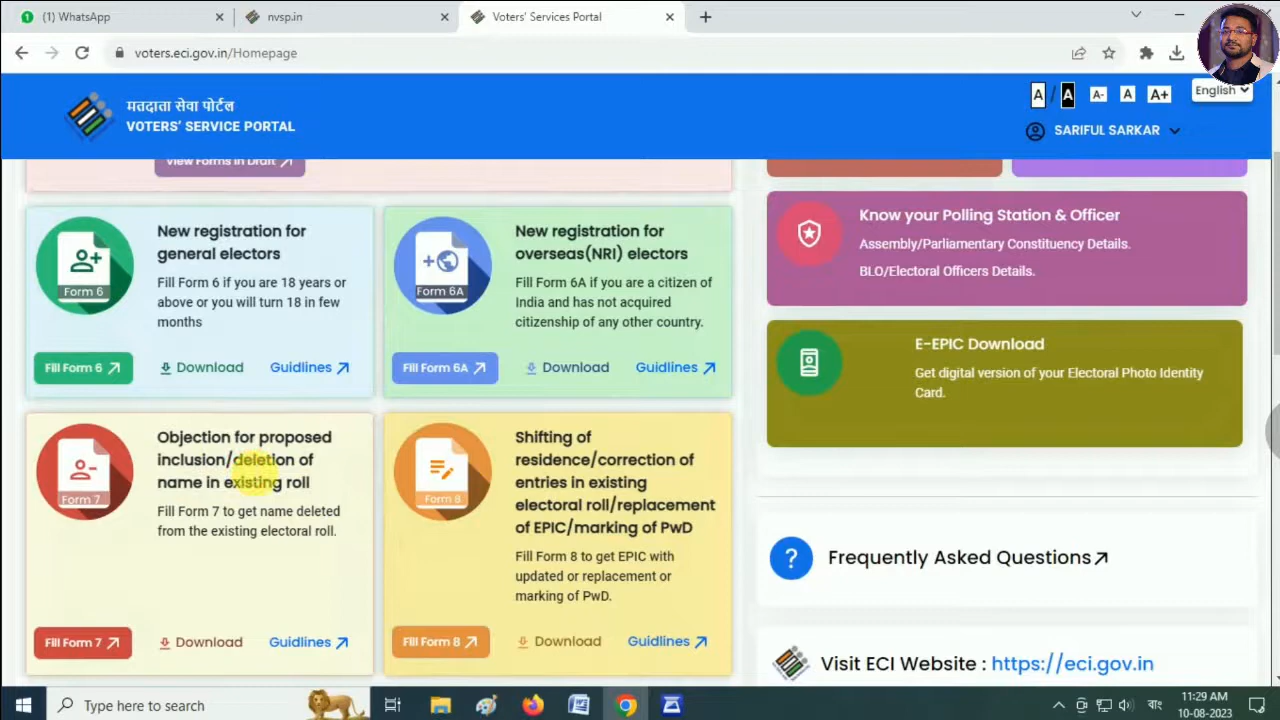 (1) WhatsApp
nvsp.in
Voters' Services Portal
voters.eci.gov.in/Homepage
मतदाता सेवा पोर्टल
VOTERS' SERVICE PORTAL
A / A A- A A+
English
SARIFUL SARKAR
View Forms in Draft
New registration for
general electors
Fill Form 6 if you are 18 years or
above or you will turn 18 in few
months
Form 6
Fill Form 6
Download
Guidlines
New registration for
overseas(NRI) electors
Fill Form 6A if you are a citizen of
India and has not acquired
citizenship of any other country.
Form 6A
Fill Form 6A
Download
Guidlines
Objection for proposed
inclusion/deletion of
name in existing roll
Fill Form 7 to get name deleted
from the existing electoral roll.
Form 7
Fill Form 7
Download
Guidlines
Shifting of
residence/correction of
entries in existing
electoral roll/replacement
of EPIC/marking of PwD
Fill Form 8 to get EPIC with
updated or replacement or
marking of PwD.
Form 8
Fill Form 8
Download
Guidlines
Know your Polling Station & Officer
Assembly/Parliamentary Constituency Details.
BLO/Electoral Officers Details.
E-EPIC Download
Get digital version of your Electoral Photo Identity
Card.
?
Frequently Asked Questions
Visit ECI Website : https://eci.gov.in
Type here to search
বাং
11:29 AM
10-08-2023